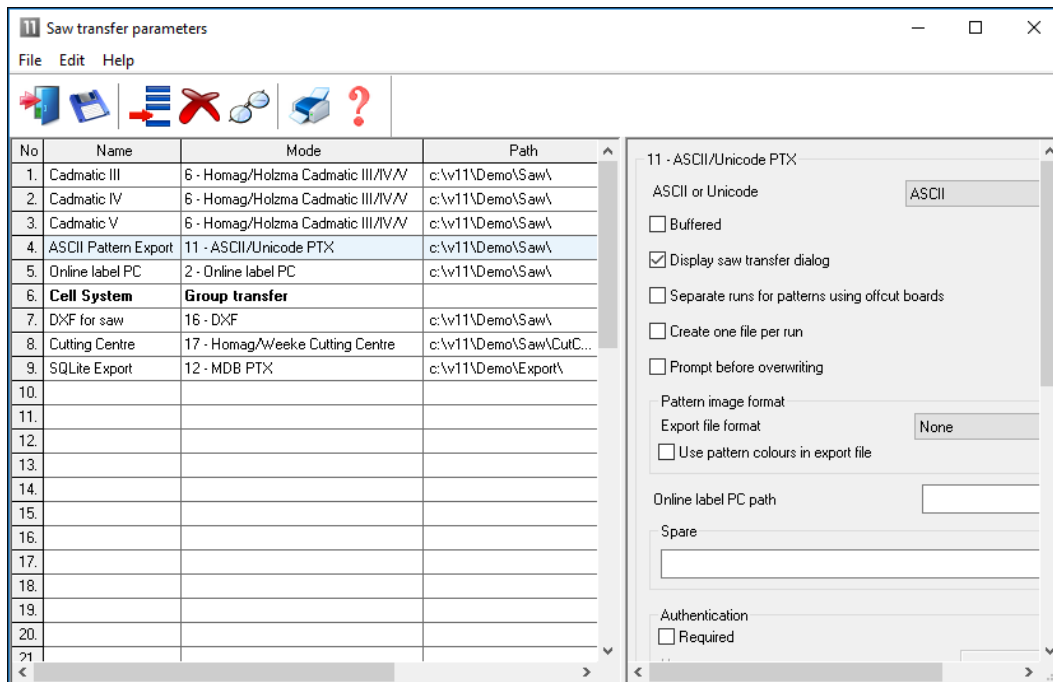 Saw transfer parameters
File Edit Help
No Name Mode Path
1. Cadmatic III 6 - Homag/Holzma Cadmatic III/IV/V c:\v11\Demo\Saw\
2. Cadmatic IV 6 - Homag/Holzma Cadmatic III/IV/V c:\v11\Demo\Saw\
3. Cadmatic V 6 - Homag/Holzma Cadmatic III/IV/V c:\v11\Demo\Saw\
4. ASCII Pattern Export 11 - ASCII/Unicode PTX c:\v11\Demo\Saw\
5. Online label PC 2 - Online label PC c:\v11\Demo\Saw\
6. Cell System Group transfer
7. DXF for saw 16 - DXF c:\v11\Demo\Saw\
8. Cutting Centre 17 - Homag/Weeke Cutting Centre c:\v11\Demo\Saw\CutC...
9. SQLite Export 12 - MDB PTX c:\v11\Demo\Export\
10.
11.
12.
13.
14.
15.
16.
17.
18.
19.
20.
21
11 - ASCII/Unicode PTX
ASCII or Unicode ASCII
Buffered
Display saw transfer dialog
Separate runs for patterns using offcut boards
Create one file per run
Prompt before overwriting
Pattern image format
Export file format None
Use pattern colours in export file
Online label PC path
Spare
Authentication
Required